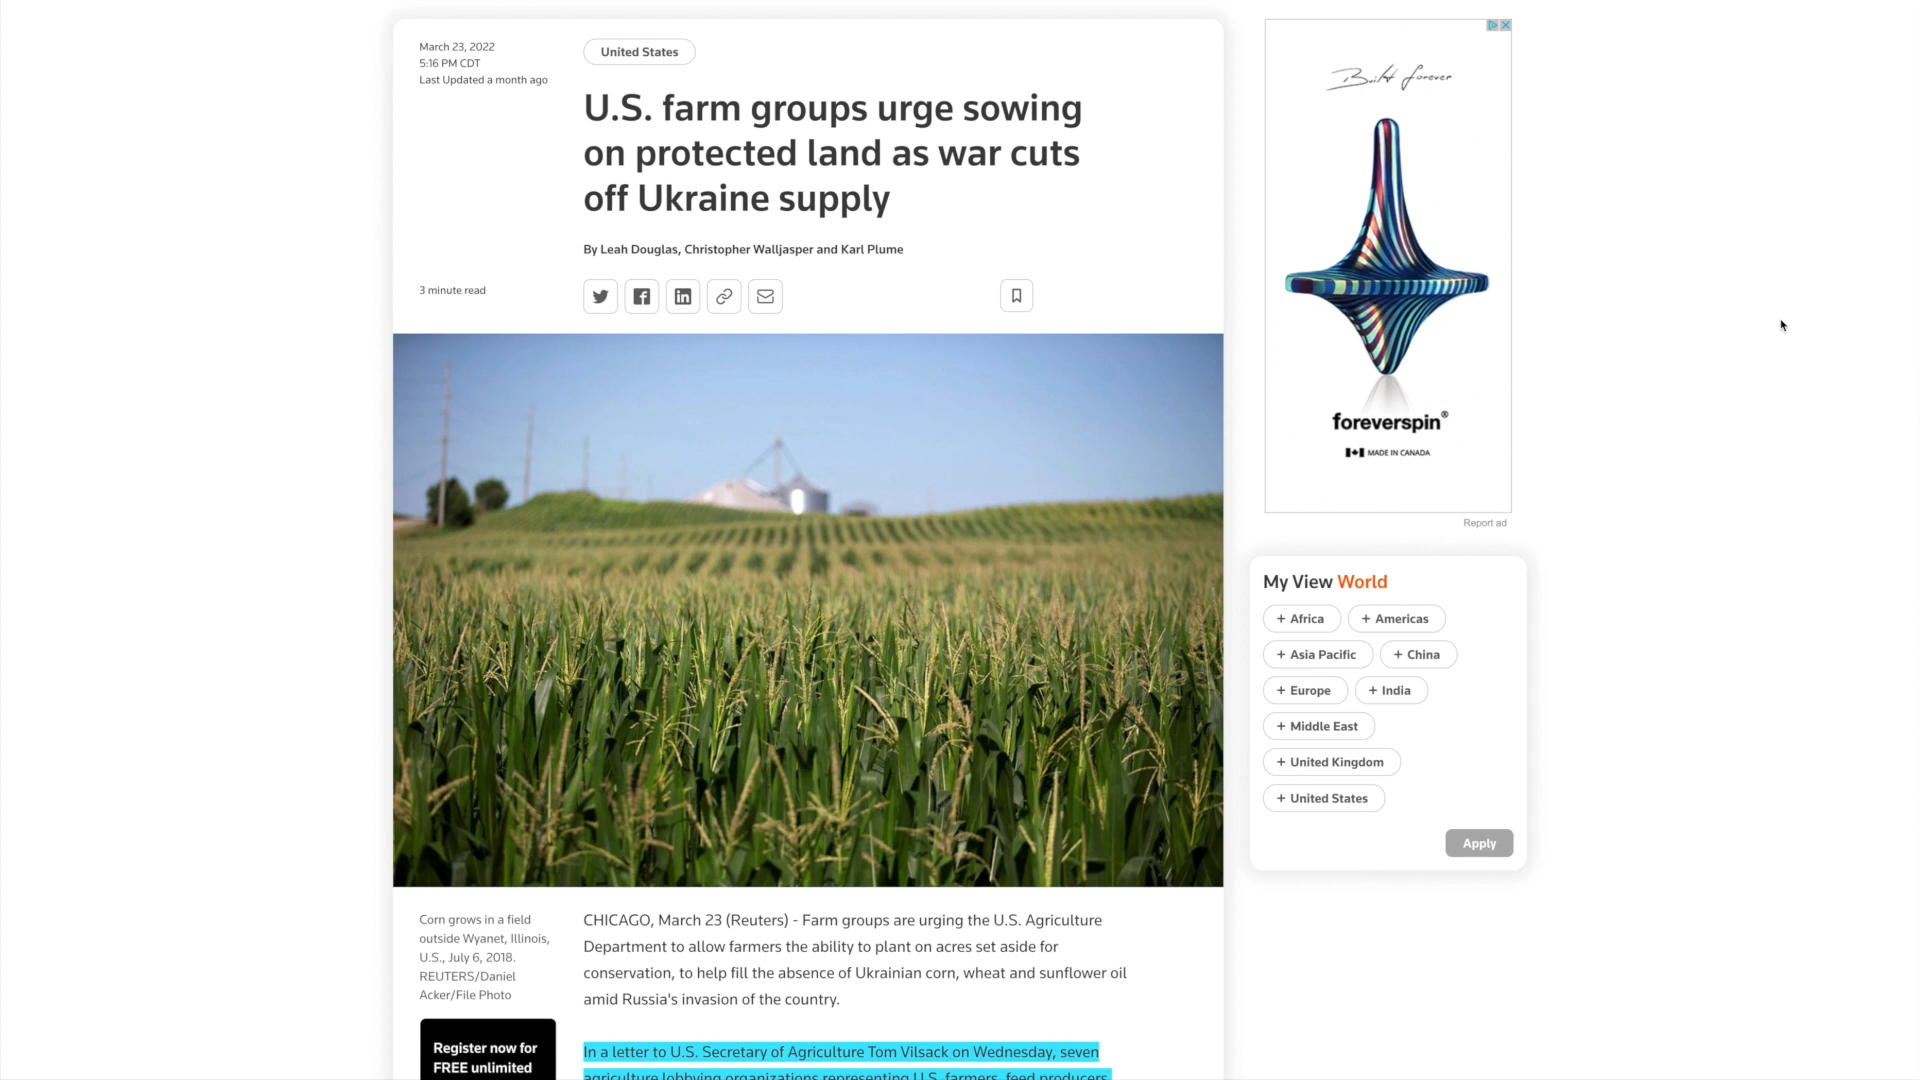 March 23, 2022
5:16 PM CDT
Last Updated a month ago
United States
U.S. farm groups urge sowing
on protected land as war cuts
off Ukraine supply
By Leah Douglas, Christopher Walljasper and Karl Plume
3 minute read
Corn grows in a field
outside Wyanet, Illinois,
U.S., July 6, 2018.
REUTERS/Daniel
Acker/File Photo
Register now for
FREE unlimited
CHICAGO, March 23 (Reuters) - Farm groups are urging the U.S. Agriculture
Department to allow farmers the ability to plant on acres set aside for
conservation, to help fill the absence of Ukrainian corn, wheat and sunflower oil
amid Russia's invasion of the country.
In a letter to U.S. Secretary of Agriculture Tom Vilsack on Wednesday, seven
agriculture lobbying organizations representing U.S. farmers, feed producers,
Built forever
foreverspin®
MADE IN CANADA
Report ad
My View World
+ Africa
+ Americas
+ Asia Pacific
+ China
+ Europe
+ India
+ Middle East
+ United Kingdom
+ United States
Apply